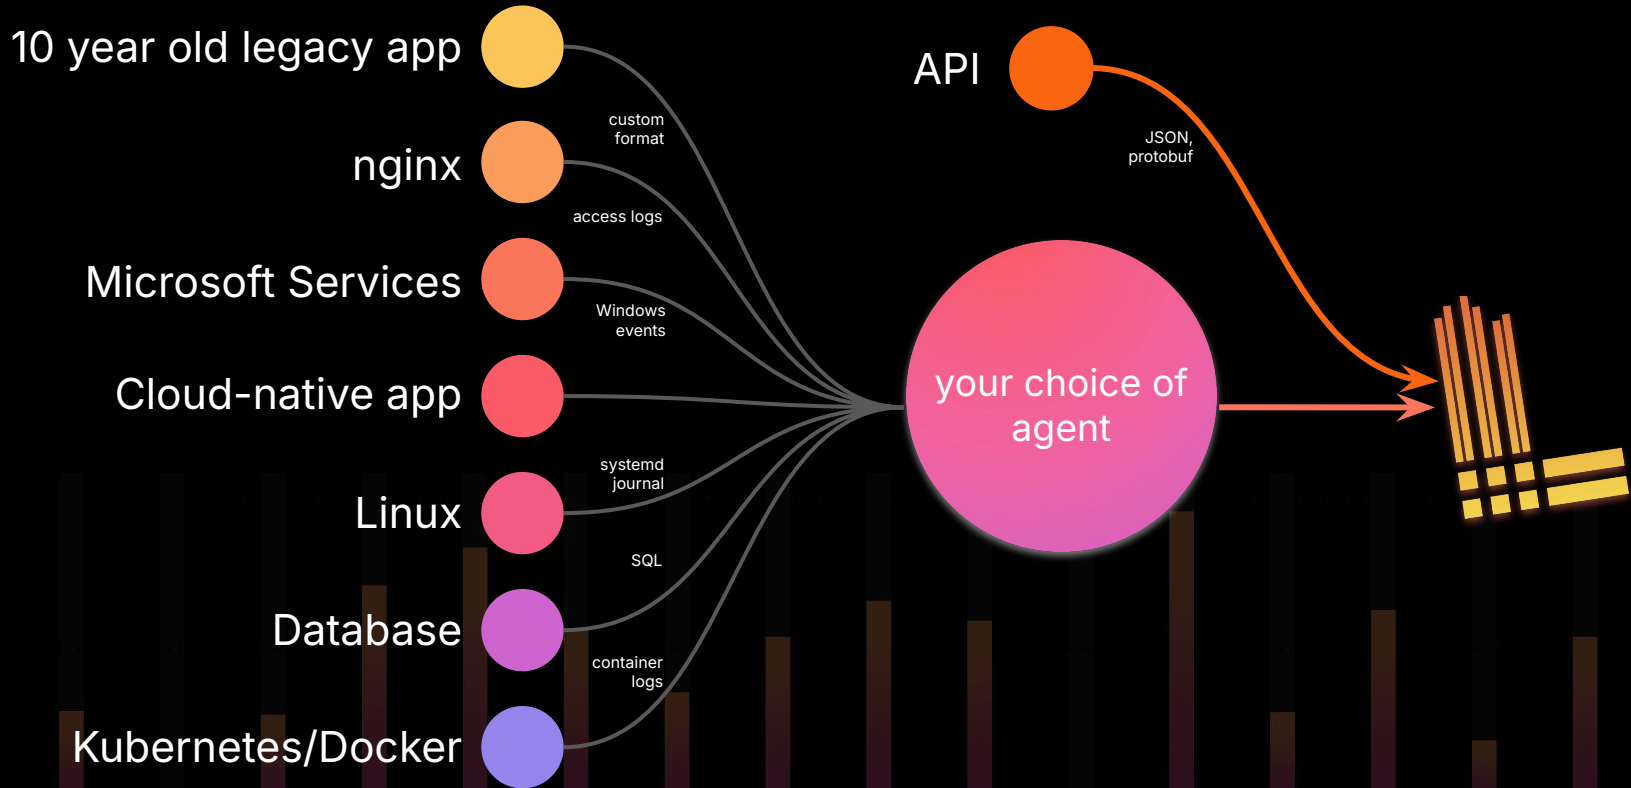 10 year old legacy app
custom
format
nginx
access logs
Microsoft Services
Windows
events
Cloud-native app
Linux
systemd
journal
SQL
Database
container
logs
Kubernetes/Docker
API
JSON,
protobuf
your choice of
agent